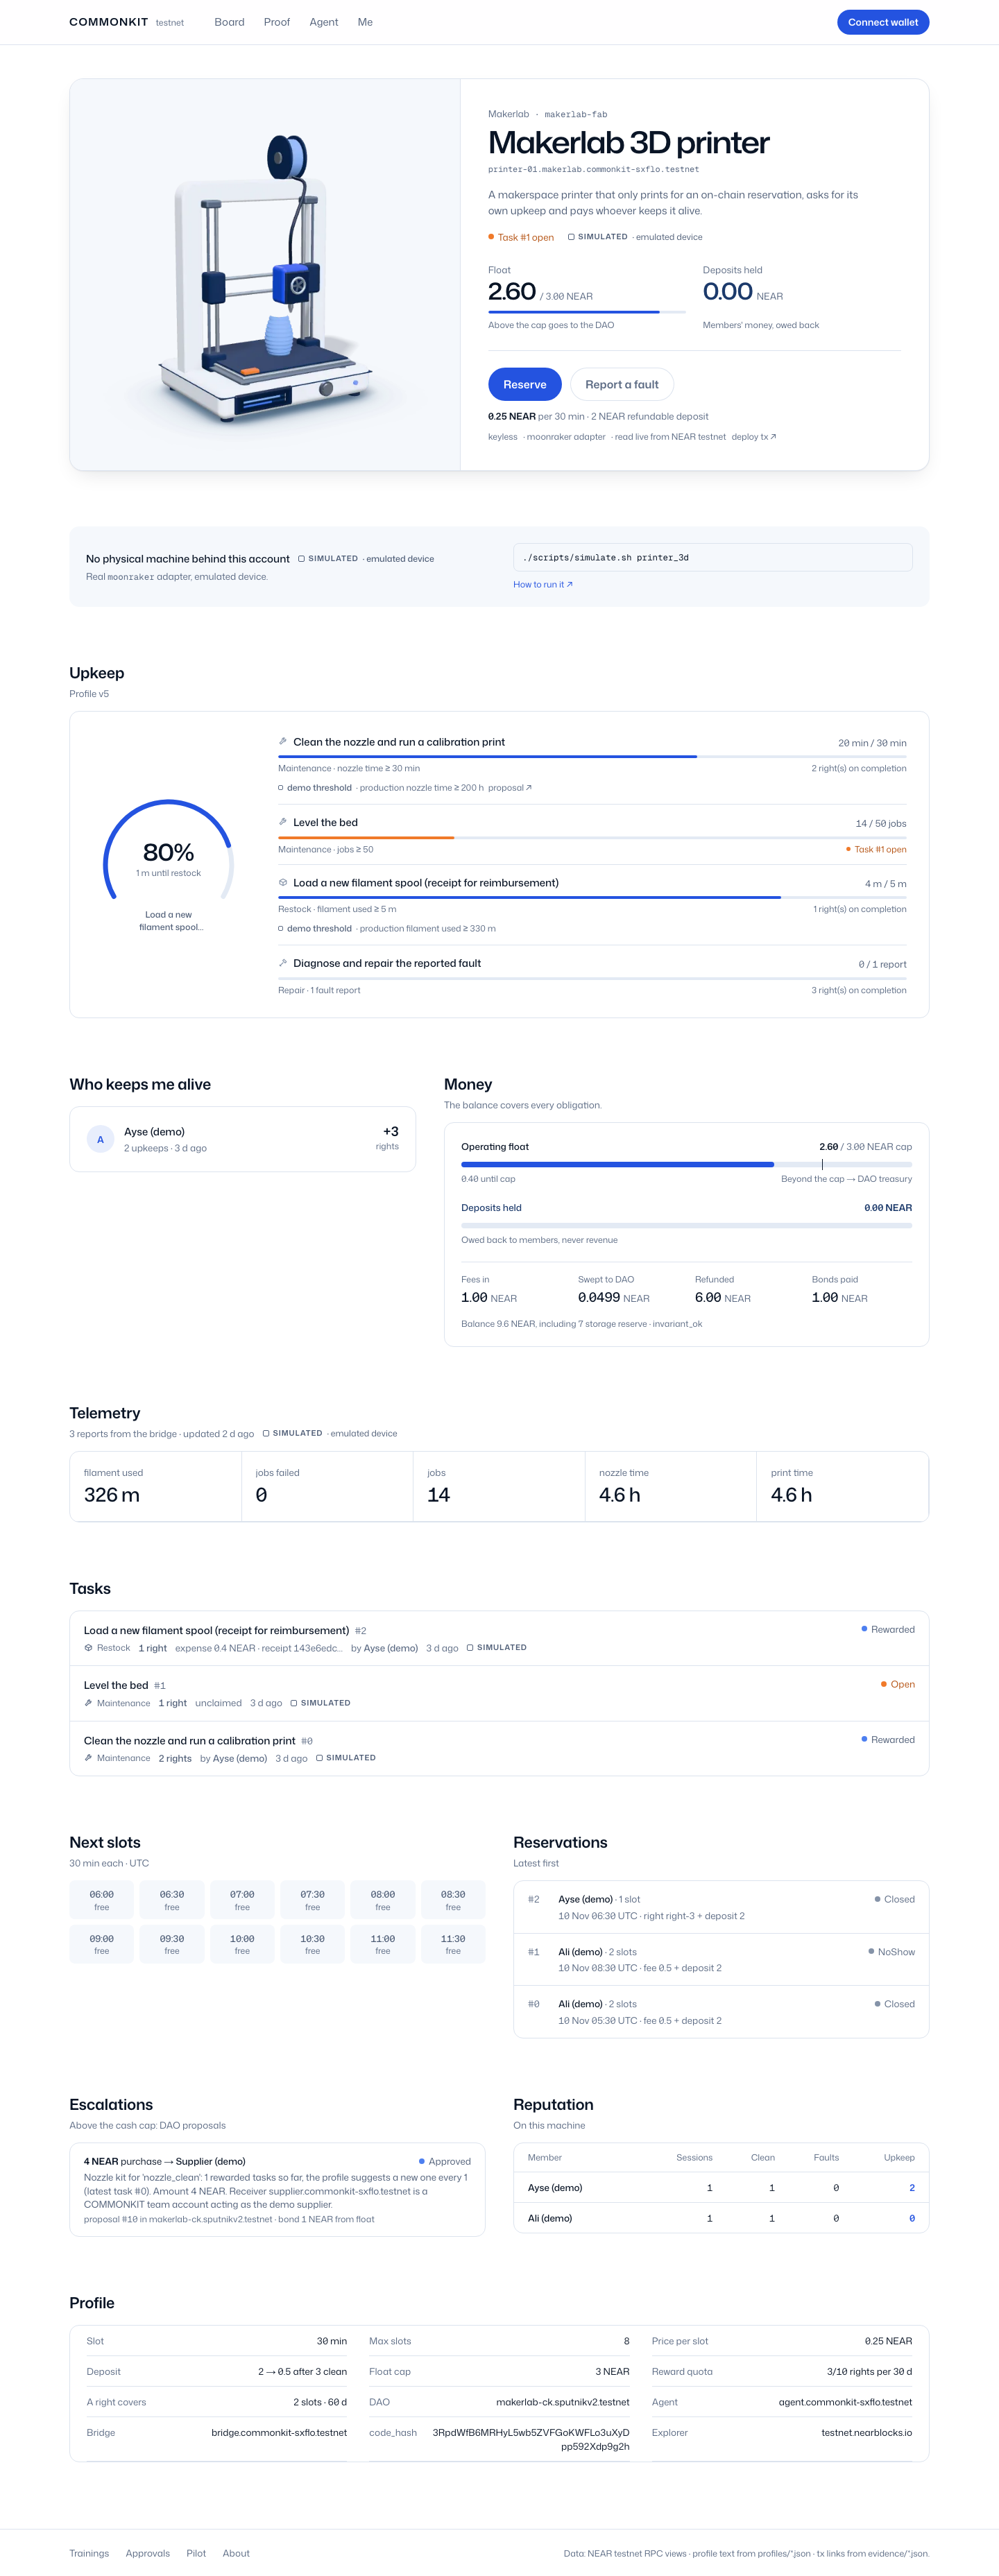 COMMONKIT testnet Board Proof Agent Me Connect wallet
Makerlab · makerlab-fab
Makerlab 3D printer
printer-01.makerlab.commonkit-sxflo.testnet
A makerspace printer that only prints for an on-chain reservation, asks for its
own upkeep and pays whoever keeps it alive.
Task #1 open SIMULATED · emulated device
Float Deposits held
2.60 / 3.00 NEAR 0.00 NEAR
Above the cap goes to the DAO Members' money, owed back
Reserve Report a fault
0.25 NEAR per 30 min · 2 NEAR refundable deposit
keyless · moonraker adapter · read live from NEAR testnet deploy tx ↗
No physical machine behind this account SIMULATED · emulated device
Real moonraker adapter, emulated device.
./scripts/simulate.sh printer_3d
How to run it ↗
Upkeep
Profile v5
80%
1 m until restock
Load a new
filament spool…
Clean the nozzle and run a calibration print 20 min / 30 min
Maintenance · nozzle time ≥ 30 min 2 right(s) on completion
demo threshold · production nozzle time ≥ 200 h proposal ↗
Level the bed 14 / 50 jobs
Maintenance · jobs ≥ 50 Task #1 open
Load a new filament spool (receipt for reimbursement) 4 m / 5 m
Restock · filament used ≥ 5 m 1 right(s) on completion
demo threshold · production filament used ≥ 330 m
Diagnose and repair the reported fault 0 / 1 report
Repair · 1 fault report 3 right(s) on completion
Who keeps me alive
A Ayse (demo) +3
2 upkeeps · 3 d ago rights
Money
The balance covers every obligation.
Operating float 2.60 / 3.00 NEAR cap
0.40 until cap Beyond the cap → DAO treasury
Deposits held 0.00 NEAR
Owed back to members, never revenue
Fees in Swept to DAO Refunded Bonds paid
1.00 NEAR 0.0499 NEAR 6.00 NEAR 1.00 NEAR
Balance 9.6 NEAR, including 7 storage reserve · invariant_ok
Telemetry
3 reports from the bridge · updated 2 d ago SIMULATED · emulated device
filament used jobs failed jobs nozzle time print time
326 m 0 14 4.6 h 4.6 h
Tasks
Load a new filament spool (receipt for reimbursement) #2 Rewarded
Restock 1 right expense 0.4 NEAR · receipt 143e6edc… by Ayse (demo) 3 d ago SIMULATED
Level the bed #1 Open
Maintenance 1 right unclaimed 3 d ago SIMULATED
Clean the nozzle and run a calibration print #0 Rewarded
Maintenance 2 rights by Ayse (demo) 3 d ago SIMULATED
Next slots
30 min each · UTC
06:00 06:30 07:00 07:30 08:00 08:30
free free free free free free
09:00 09:30 10:00 10:30 11:00 11:30
free free free free free free
Reservations
Latest first
#2 Ayse (demo) · 1 slot Closed
10 Nov 06:30 UTC · right right-3 + deposit 2
#1 Ali (demo) · 2 slots NoShow
10 Nov 08:30 UTC · fee 0.5 + deposit 2
#0 Ali (demo) · 2 slots Closed
10 Nov 05:30 UTC · fee 0.5 + deposit 2
Escalations
Above the cash cap: DAO proposals
4 NEAR purchase → Supplier (demo) Approved
Nozzle kit for 'nozzle_clean': 1 rewarded tasks so far, the profile suggests a new one every 1
(latest task #0). Amount 4 NEAR. Receiver supplier.commonkit-sxflo.testnet is a
COMMONKIT team account acting as the demo supplier.
proposal #10 in makerlab-ck.sputnikv2.testnet · bond 1 NEAR from float
Reputation
On this machine
Member Sessions Clean Faults Upkeep
Ayse (demo) 1 1 0 2
Ali (demo) 1 1 0 0
Profile
Slot 30 min Max slots 8 Price per slot 0.25 NEAR
Deposit 2 → 0.5 after 3 clean Float cap 3 NEAR Reward quota 3/10 rights per 30 d
A right covers 2 slots · 60 d DAO makerlab-ck.sputnikv2.testnet Agent agent.commonkit-sxflo.testnet
Bridge bridge.commonkit-sxflo.testnet code_hash 3RpdWfB6MRHyL5wb5ZVFGoKWFLo3uXyD Explorer testnet.nearblocks.io
pp592Xdp9g2h
Trainings Approvals Pilot About Data: NEAR testnet RPC views · profile text from profiles/*.json · tx links from evidence/*.json.